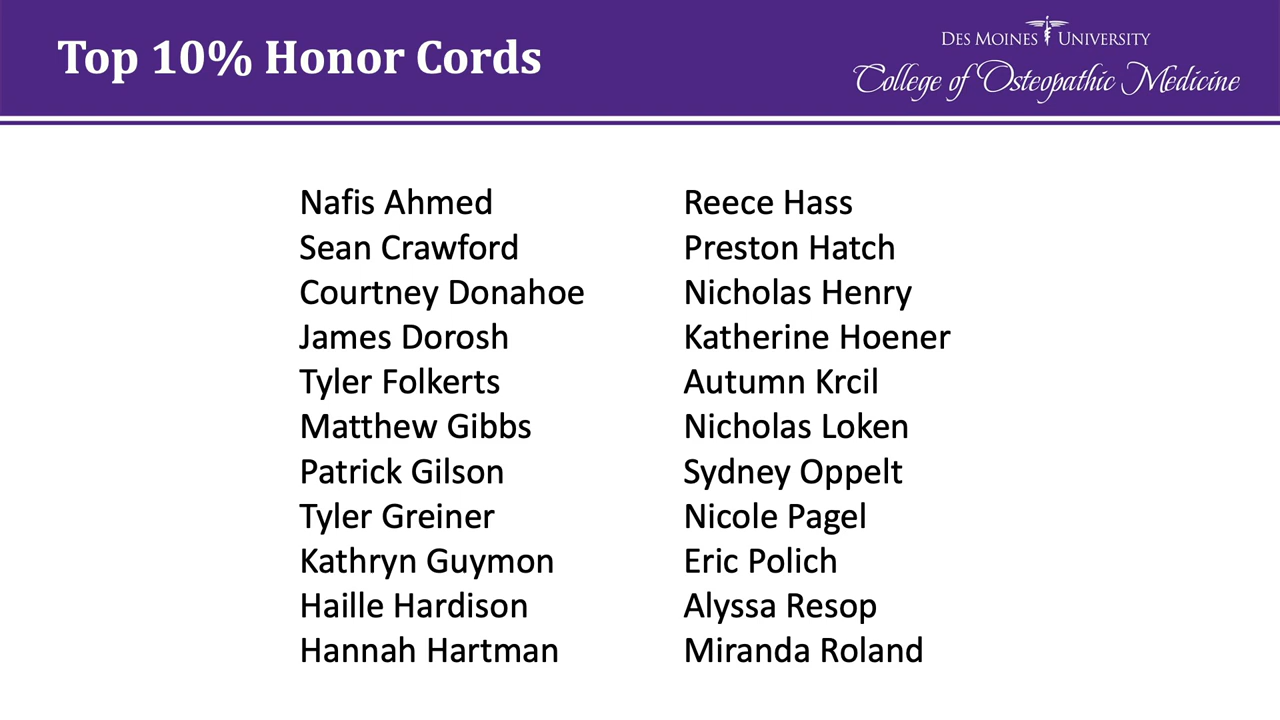 Top 10% Honor Cords
DES MOINES UNIVERSITY
College of Osteopathic Medicine
Nafis Ahmed
Sean Crawford
Courtney Donahoe
James Dorosh
Tyler Folkerts
Matthew Gibbs
Patrick Gilson
Tyler Greiner
Kathryn Guymon
Haille Hardison
Hannah Hartman
Reece Hass
Preston Hatch
Nicholas Henry
Katherine Hoener
Autumn Krcil
Nicholas Loken
Sydney Oppelt
Nicole Pagel
Eric Polich
Alyssa Resop
Miranda Roland